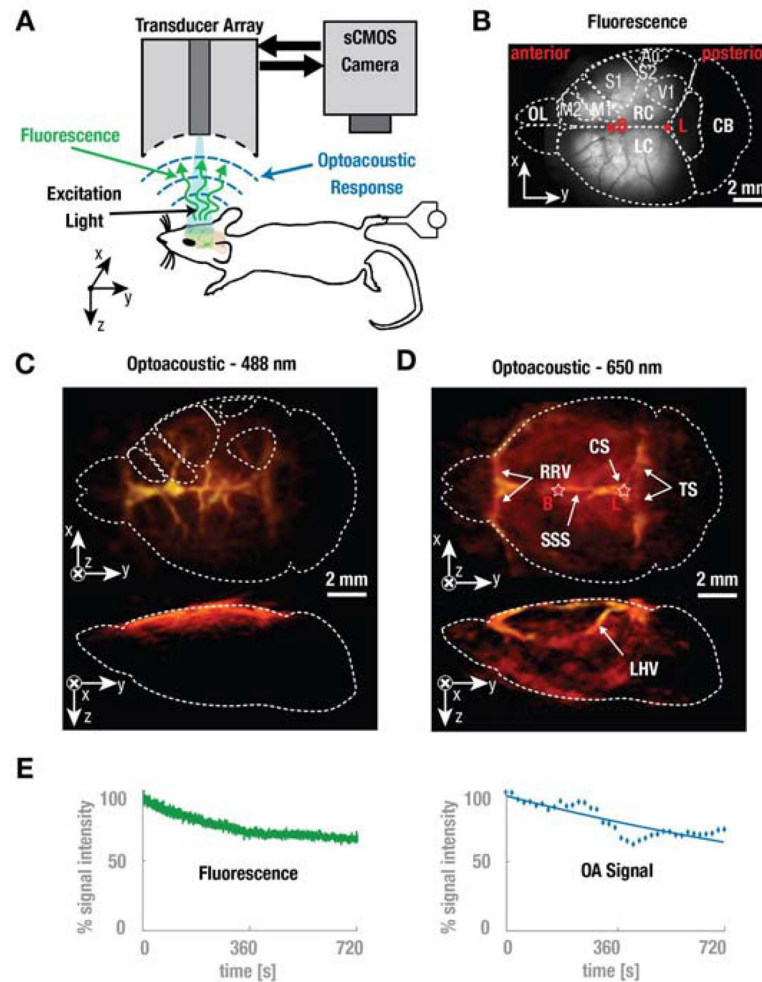 A
Transducer Array
sCMOS
Camera
Fluorescence
Optoacoustic
Response
Excitation
Light
x
y
z
B
Fluorescence
anterior
posterior
Au
S2
S1
V1
M2
M1
RC
OL
B
L
CB
LC
x
y
2 mm
C
Optoacoustic - 488 nm
x
z
y
2 mm
x
y
z
D
Optoacoustic - 650 nm
CS
RRV
TS
B
L
SSS
x
z
y
2 mm
LHV
x
y
z
E
% signal intensity
100
50
0
Fluorescence
0
360
720
time [s]
% signal intensity
100
50
0
OA Signal
0
360
720
time [s]